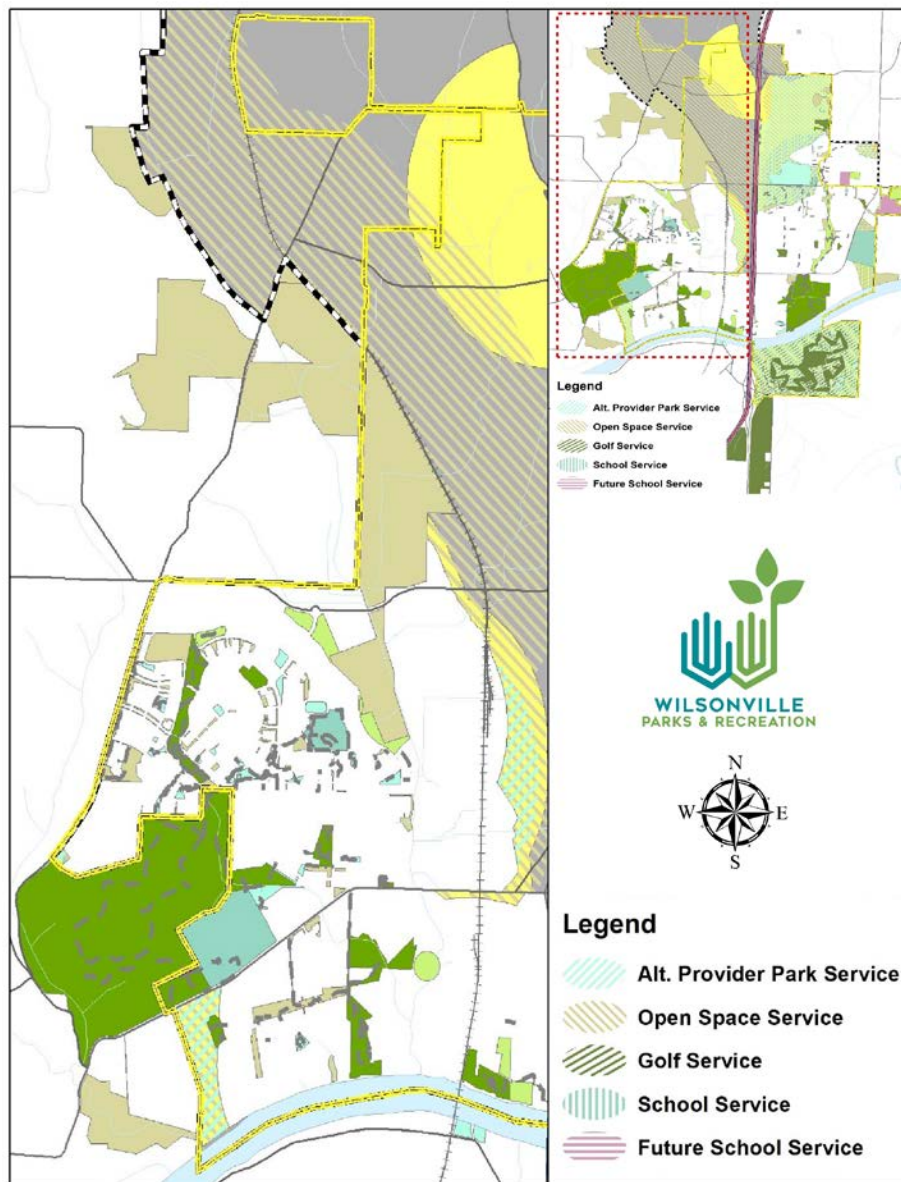 Legend
Alt. Provider Park Service
Open Space Service
Golf Service
School Service
Future School Service
WILSONVILLE
PARKS & RECREATION
N
W E
S
Legend
Alt. Provider Park Service
Open Space Service
Golf Service
School Service
Future School Service